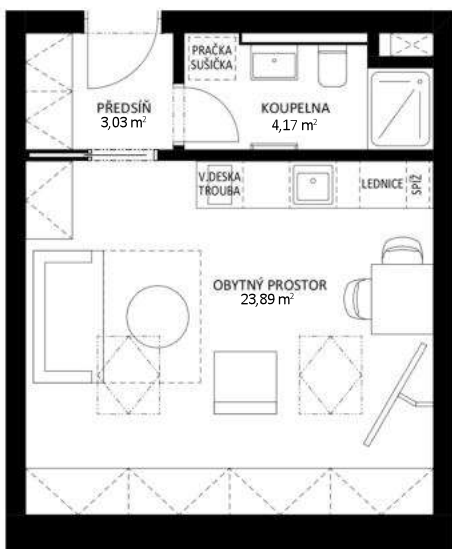 PRAČKA
SUŠIČKA
PŘEDSÍŇ
3,03 m²
KOUPELNA
4,17 m²
V.DESKA
TROUBA
LEDNICE
SPÍŽ
OBYTNÝ PROSTOR
23,89 m²